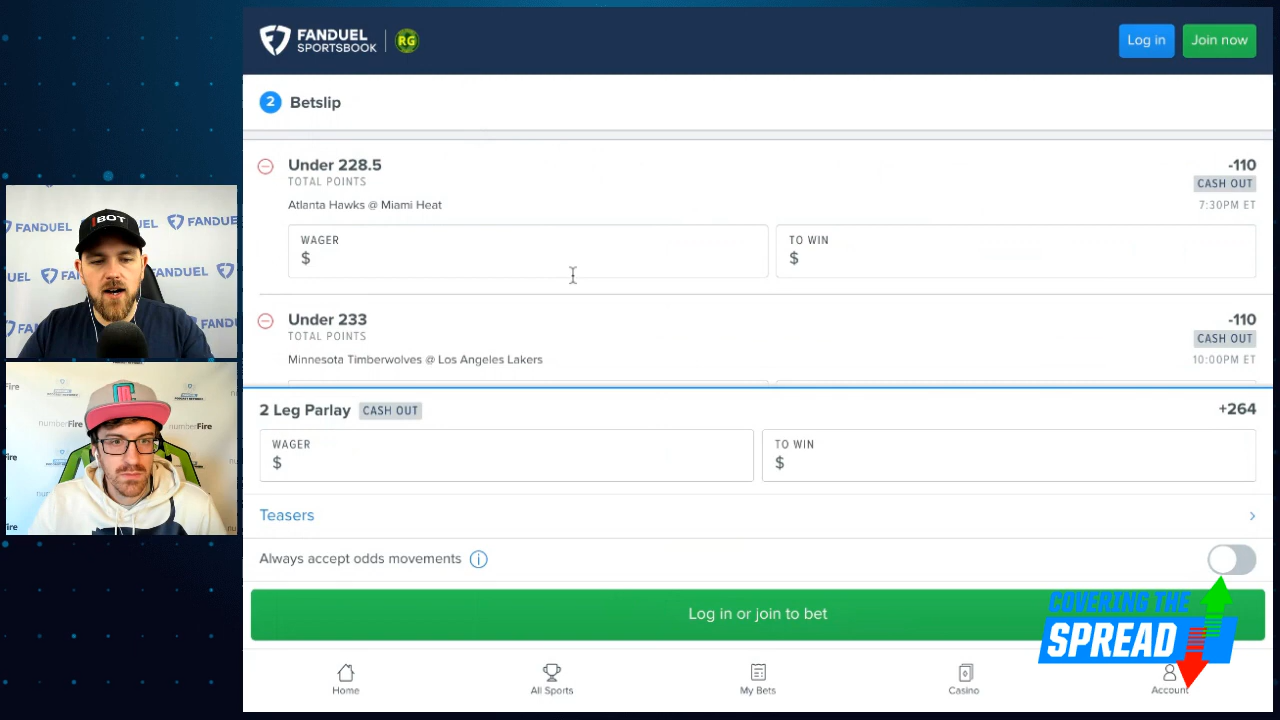 FANDUEL
SPORTSBOOK
RG
Log in
Join now
2
Betslip
Under 228.5
-110
TOTAL POINTS
CASH OUT
Atlanta Hawks @ Miami Heat
7:30PM ET
WAGER
TO WIN
$
$
Under 233
-110
TOTAL POINTS
CASH OUT
Minnesota Timberwolves @ Los Angeles Lakers
10:00PM ET
2 Leg Parlay
CASH OUT
+264
WAGER
TO WIN
$
$
Teasers
Always accept odds movements
Log in or join to bet
Home
All Sports
My Bets
Casino
Account
COVERING THE
SPREAD
BOT
FANDUEL
FANDUEL
numberFire
numberFire